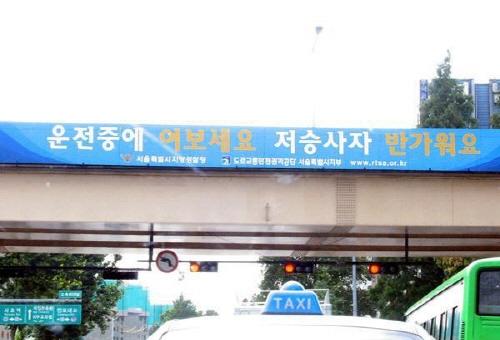 운전중에 여보세요 저승사자 반가워요
서울특별시지방경찰청 도로교통안전관리공단 서울특별시지부 www.rtsa.or.kr
TAXI